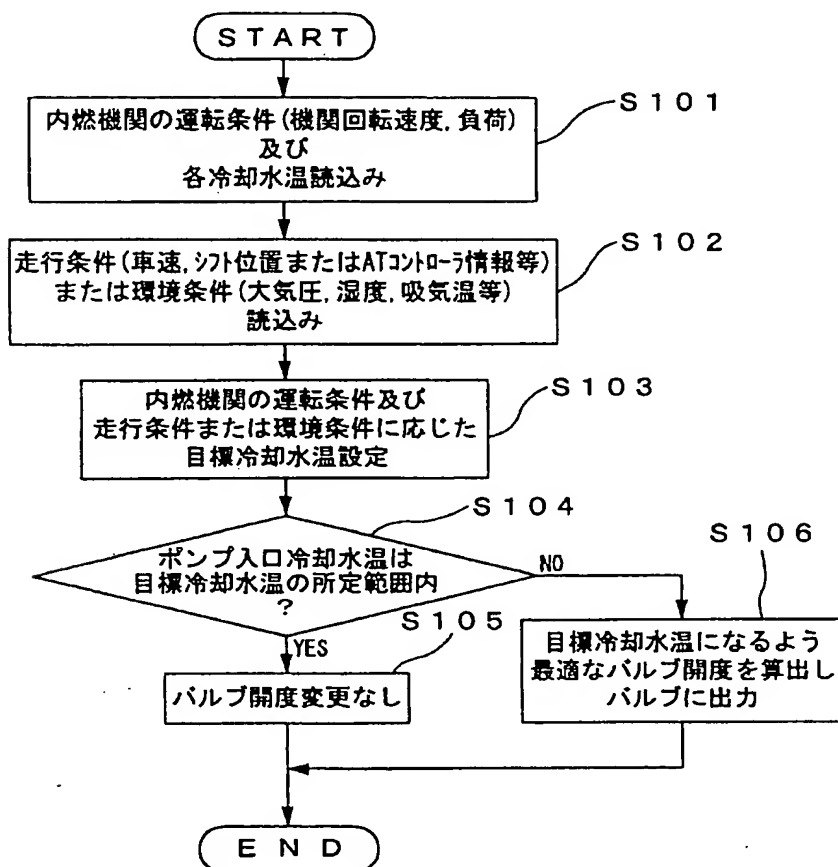 START
S101
内燃機関の運転条件(機関回転速度,負荷)
及び
各冷却水温読込み
S102
走行条件(車速,ｼﾌﾄ位置またはATｺﾝﾄﾛｰﾗ情報等)
または環境条件(大気圧,湿度,吸気温等)
読込み
S103
内燃機関の運転条件及び
走行条件または環境条件に応じた
目標冷却水温設定
S104
ポンプ入口冷却水温は
目標冷却水温の所定範囲内
?
NO
S106
YES
S105
目標冷却水温になるよう
最適なバルブ開度を算出し
バルブに出力
バルブ開度変更なし
END